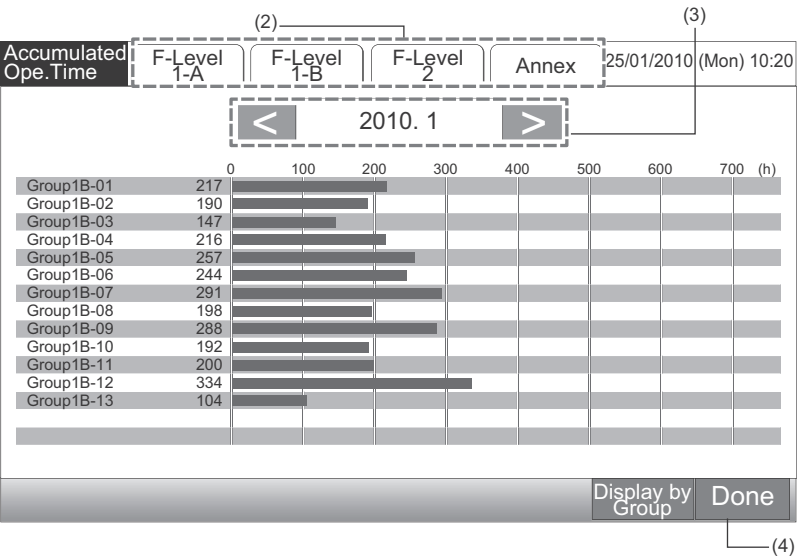 (2)
(3)
Accumulated
Ope.Time
F-Level
1-A
F-Level
1-B
F-Level
2
Annex
25/01/2010 (Mon) 10:20
< 2010. 1 >
0 100 200 300 400 500 600 700 (h)
Group1B-01 217
Group1B-02 190
Group1B-03 147
Group1B-04 216
Group1B-05 257
Group1B-06 244
Group1B-07 291
Group1B-08 198
Group1B-09 288
Group1B-10 192
Group1B-11 200
Group1B-12 334
Group1B-13 104
Display by
Group
Done
(4)